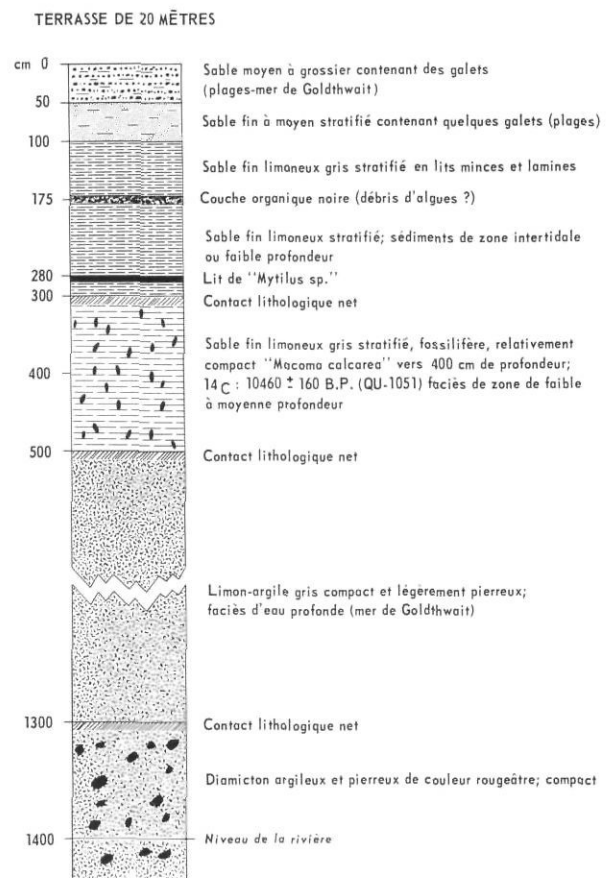 TERRASSE DE 20 MÈTRES
cm 0
Sable moyen à grossier contenant des galets
(plages-mer de Goldthwait)
50
Sable fin à moyen stratifié contenant quelques galets (plages)
100
Sable fin limoneux gris stratifié en lits minces et lamines
175
Couche organique noire (débris d'algues ?)
Sable fin limoneux stratifié; sédiments de zone intertidale
ou faible profondeur
280
Lit de "Mytilus sp."
300
Contact lithologique net
Sable fin limoneux gris stratifié, fossilifère, relativement
compact "Macoma calcarea" vers 400 cm de profondeur;
400
14C : 10460 ± 160 B.P. (QU-1051) faciès de zone de faible
à moyenne profondeur
500
Contact lithologique net
Limon-argile gris compact et légèrement pierreux;
faciès d'eau profonde (mer de Goldthwait)
1300
Contact lithologique net
Diamicton argileux et pierreux de couleur rougeâtre; compact
1400
Niveau de la rivière